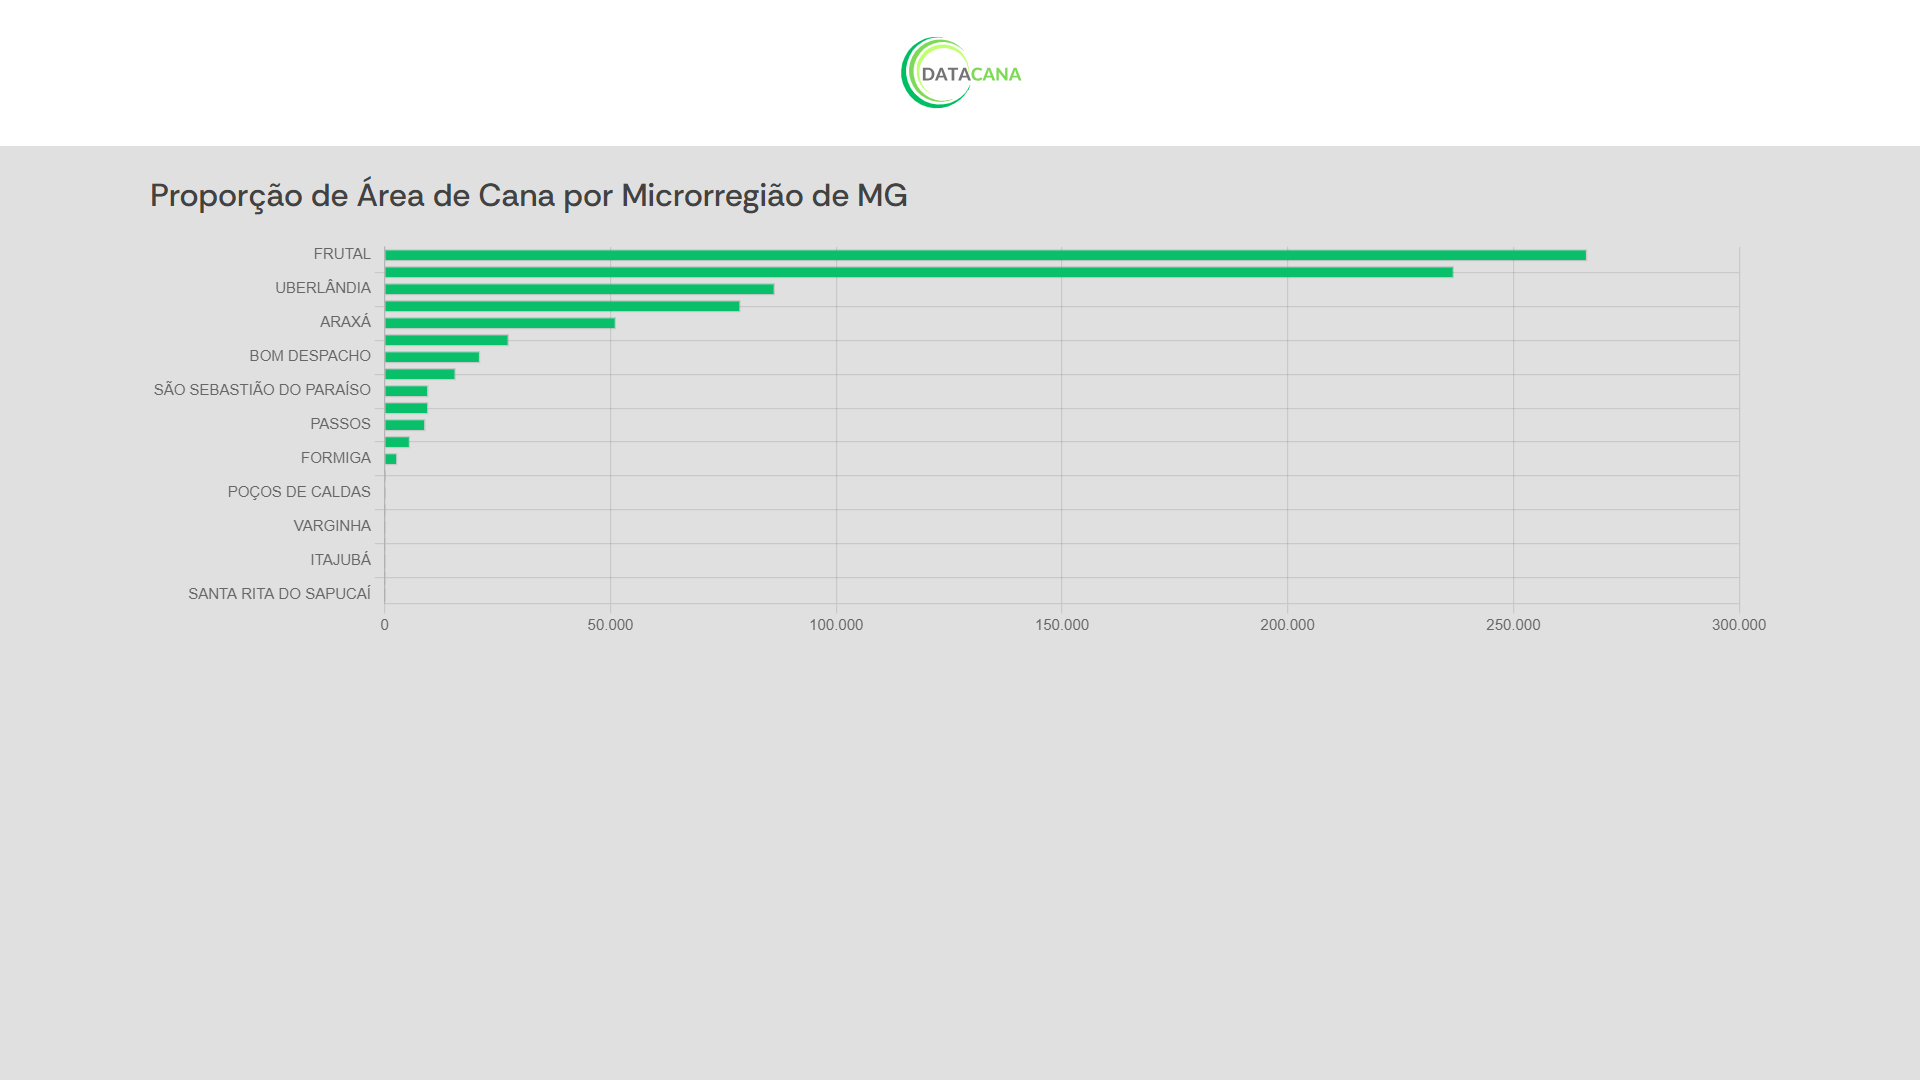 DATACANA
Proporção de Área de Cana por Microrregião de MG
FRUTAL
UBERLÂNDIA
ARAXÁ
BOM DESPACHO
SÃO SEBASTIÃO DO PARAÍSO
PASSOS
FORMIGA
POÇOS DE CALDAS
VARGINHA
ITAJUBÁ
SANTA RITA DO SAPUCAÍ
0 50.000 100.000 150.000 200.000 250.000 300.000